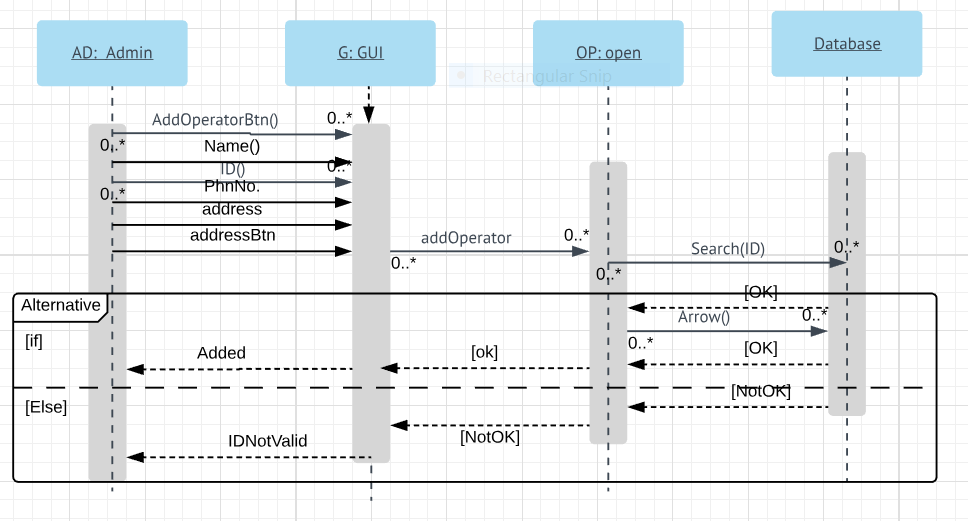 AD: Admin
G: GUI
OP: open
Database
Rectangular Snip
AddOperatorBtn()
0..*
0..*
Name()
0..*
ID()
PhnNo.
0..*
address
addressBtn
addOperator
0..*
0..*
Search(ID)
0..*
0..*
Alternative
[OK]
Arrow()
0..*
[if]
0..*
Added
[ok]
[OK]
[NotOK]
[Else]
[NotOK]
IDNotValid